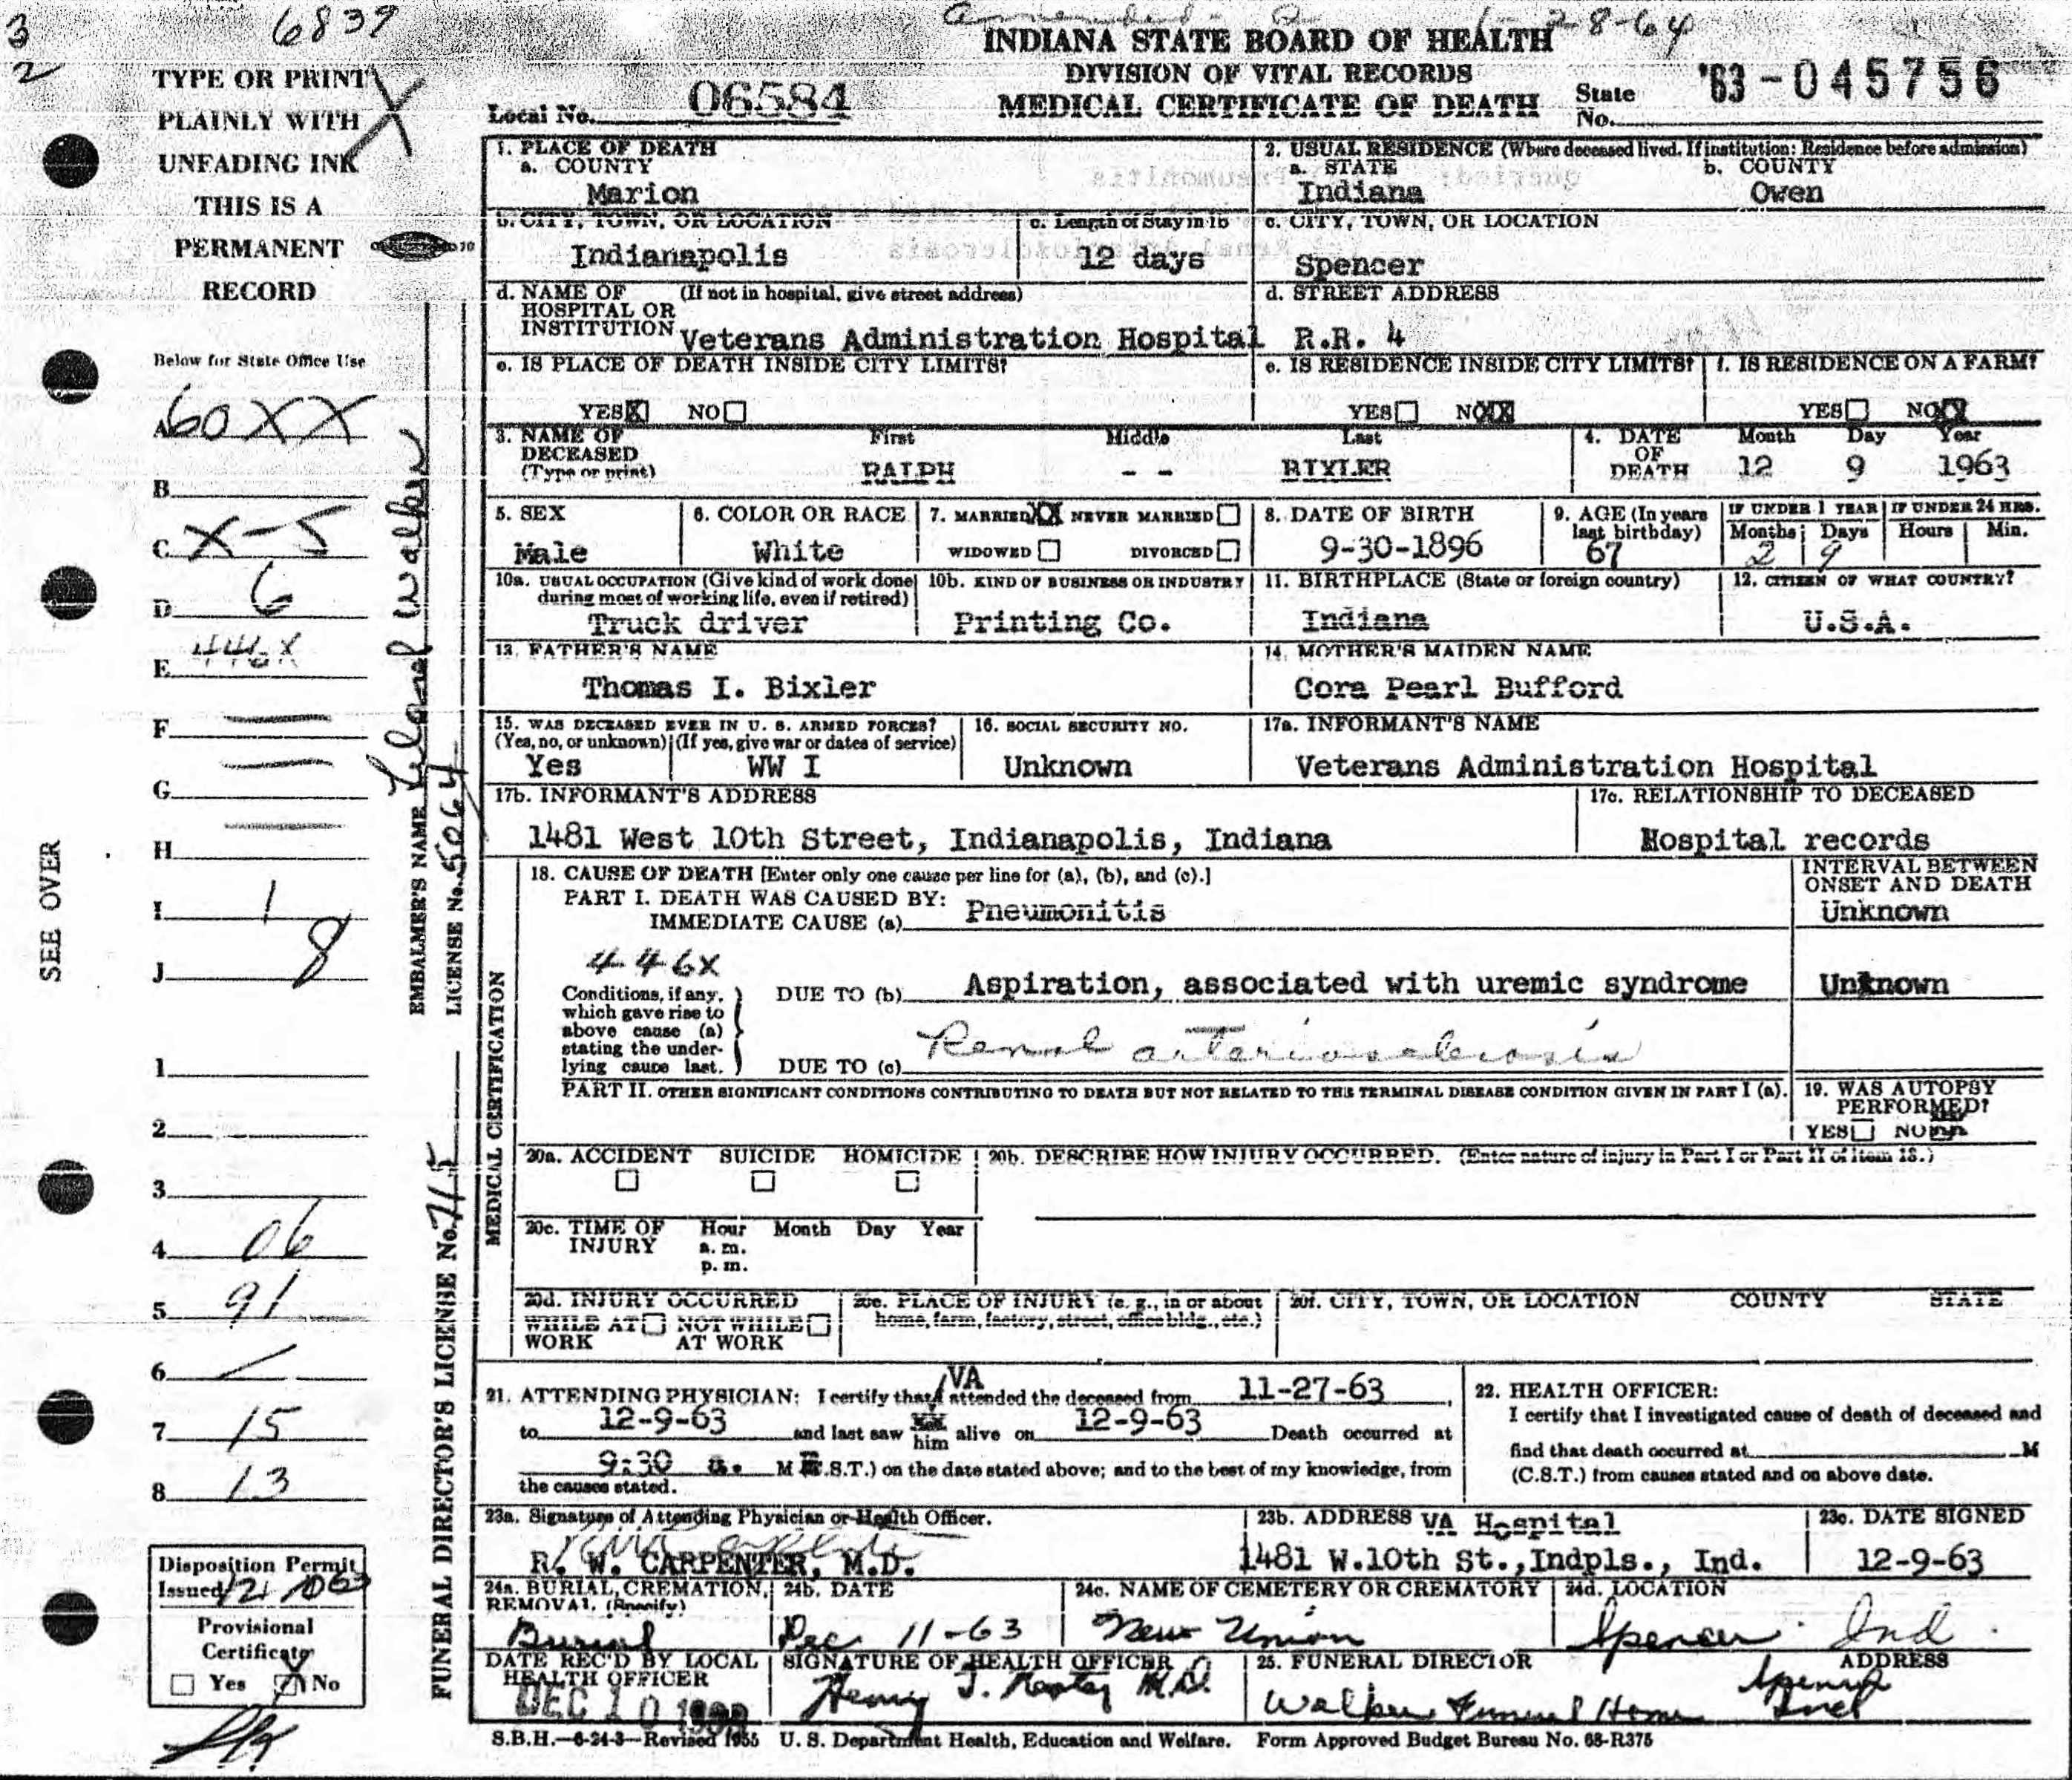 3
2
6839
2-8-64
INDIANA STATE BOARD OF HEALTH
DIVISION OF VITAL RECORDS
MEDICAL CERTIFICATE OF DEATH
Local No. 06584
State No. '63-045756
TYPE OR PRINT
PLAINLY WITH
UNFADING INK
THIS IS A
PERMANENT
RECORD
Below for State Office Use
A 60XX
B
C X-5
D 6
E 446X
F
G
H
I 1
J 8
1
2
3
4 06
5 91
6
7 15
8 13
SEE OVER
Disposition Permit
Issued
Provisional
Certificate
Yes X No
EMBALMER'S NAME Leland Walker
LICENSE No. 5064
FUNERAL DIRECTOR'S LICENSE No. 715
1. PLACE OF DEATH
a. COUNTY
Marion
2. USUAL RESIDENCE (Where deceased lived. If institution: Residence before admission)
a. STATE b. COUNTY
Indiana Owen
b. CITY, TOWN, OR LOCATION c. Length of Stay in 1b
Indianapolis 12 days
c. CITY, TOWN, OR LOCATION
Spencer
d. NAME OF (If not in hospital, give street address)
HOSPITAL OR
INSTITUTION Veterans Administration Hospital
d. STREET ADDRESS
R.R. 4
e. IS PLACE OF DEATH INSIDE CITY LIMITS?
YES X NO
e. IS RESIDENCE INSIDE CITY LIMITS?
YES NO XX
f. IS RESIDENCE ON A FARM?
YES NO XX
3. NAME OF DECEASED
(Type or print)
First Middle Last
RALPH - - BIXLER
4. DATE OF DEATH
Month Day Year
12 9 1963
5. SEX
Male
6. COLOR OR RACE
White
7. MARRIED XX NEVER MARRIED
WIDOWED DIVORCED
8. DATE OF BIRTH
9-30-1896
9. AGE (In years last birthday)
67
IF UNDER 1 YEAR
Months Days
2 9
IF UNDER 24 HRS.
Hours Min.
10a. USUAL OCCUPATION (Give kind of work done during most of working life, even if retired)
Truck driver
10b. KIND OF BUSINESS OR INDUSTRY
Printing Co.
11. BIRTHPLACE (State or foreign country)
Indiana
12. CITIZEN OF WHAT COUNTRY?
U.S.A.
13. FATHER'S NAME
Thomas I. Bixler
14. MOTHER'S MAIDEN NAME
Cora Pearl Bufford
15. WAS DECEASED EVER IN U. S. ARMED FORCES?
(Yes, no, or unknown) (If yes, give war or dates of service)
Yes WW I
16. SOCIAL SECURITY NO.
Unknown
17a. INFORMANT'S NAME
Veterans Administration Hospital
17b. INFORMANT'S ADDRESS
1481 West 10th Street, Indianapolis, Indiana
17c. RELATIONSHIP TO DECEASED
Hospital records
MEDICAL CERTIFICATION
18. CAUSE OF DEATH [Enter only one cause per line for (a), (b), and (c).]
PART I. DEATH WAS CAUSED BY:
IMMEDIATE CAUSE (a) Pneumonitis
INTERVAL BETWEEN
ONSET AND DEATH
Unknown
446X
Conditions, if any,
which gave rise to
above cause (a)
stating the under-
lying cause last.
DUE TO (b) Aspiration, associated with uremic syndrome
Unknown
DUE TO (c) Renal arteriosclerosis
PART II. OTHER SIGNIFICANT CONDITIONS CONTRIBUTING TO DEATH BUT NOT RELATED TO THE TERMINAL DISEASE CONDITION GIVEN IN PART I (a).
19. WAS AUTOPSY
PERFORMED?
YES NO
20a. ACCIDENT SUICIDE HOMICIDE
20b. DESCRIBE HOW INJURY OCCURRED. (Enter nature of injury in Part I or Part II of item 18.)
20c. TIME OF INJURY
Hour Month Day Year
a. m.
p. m.
20d. INJURY OCCURRED
WHILE AT WORK NOT WHILE AT WORK
20e. PLACE OF INJURY (e. g., in or about
home, farm, factory, street, office bldg., etc.)
20f. CITY, TOWN, OR LOCATION COUNTY STATE
VA
21. ATTENDING PHYSICIAN: I certify that I attended the deceased from 11-27-63,
to 12-9-63 and last saw him alive on 12-9-63 Death occurred at
9:30 a. M E.S.T.) on the date stated above; and to the best of my knowledge, from
the causes stated.
22. HEALTH OFFICER:
I certify that I investigated cause of death of deceased and
find that death occurred at M
(C.S.T.) from causes stated and on above date.
23a. Signature of Attending Physician or Health Officer.
R. W. CARPENTER, M.D.
23b. ADDRESS VA Hospital
1481 W.10th St.,Indpls., Ind.
23c. DATE SIGNED
12-9-63
24a. BURIAL, CREMATION,
REMOVAL, (Specify)
Burial
24b. DATE
Dec 11-63
24c. NAME OF CEMETERY OR CREMATORY
New Union
24d. LOCATION
Spencer Ind.
DATE REC'D BY LOCAL
HEALTH OFFICER
DEC 10 1963
SIGNATURE OF HEALTH OFFICER
Henry M.D.
25. FUNERAL DIRECTOR
Walker Funeral Home
ADDRESS
Spencer
Ind
S.B.H.—6-24-3—Revised 1955 U. S. Department Health, Education and Welfare. Form Approved Budget Bureau No. 68-R375